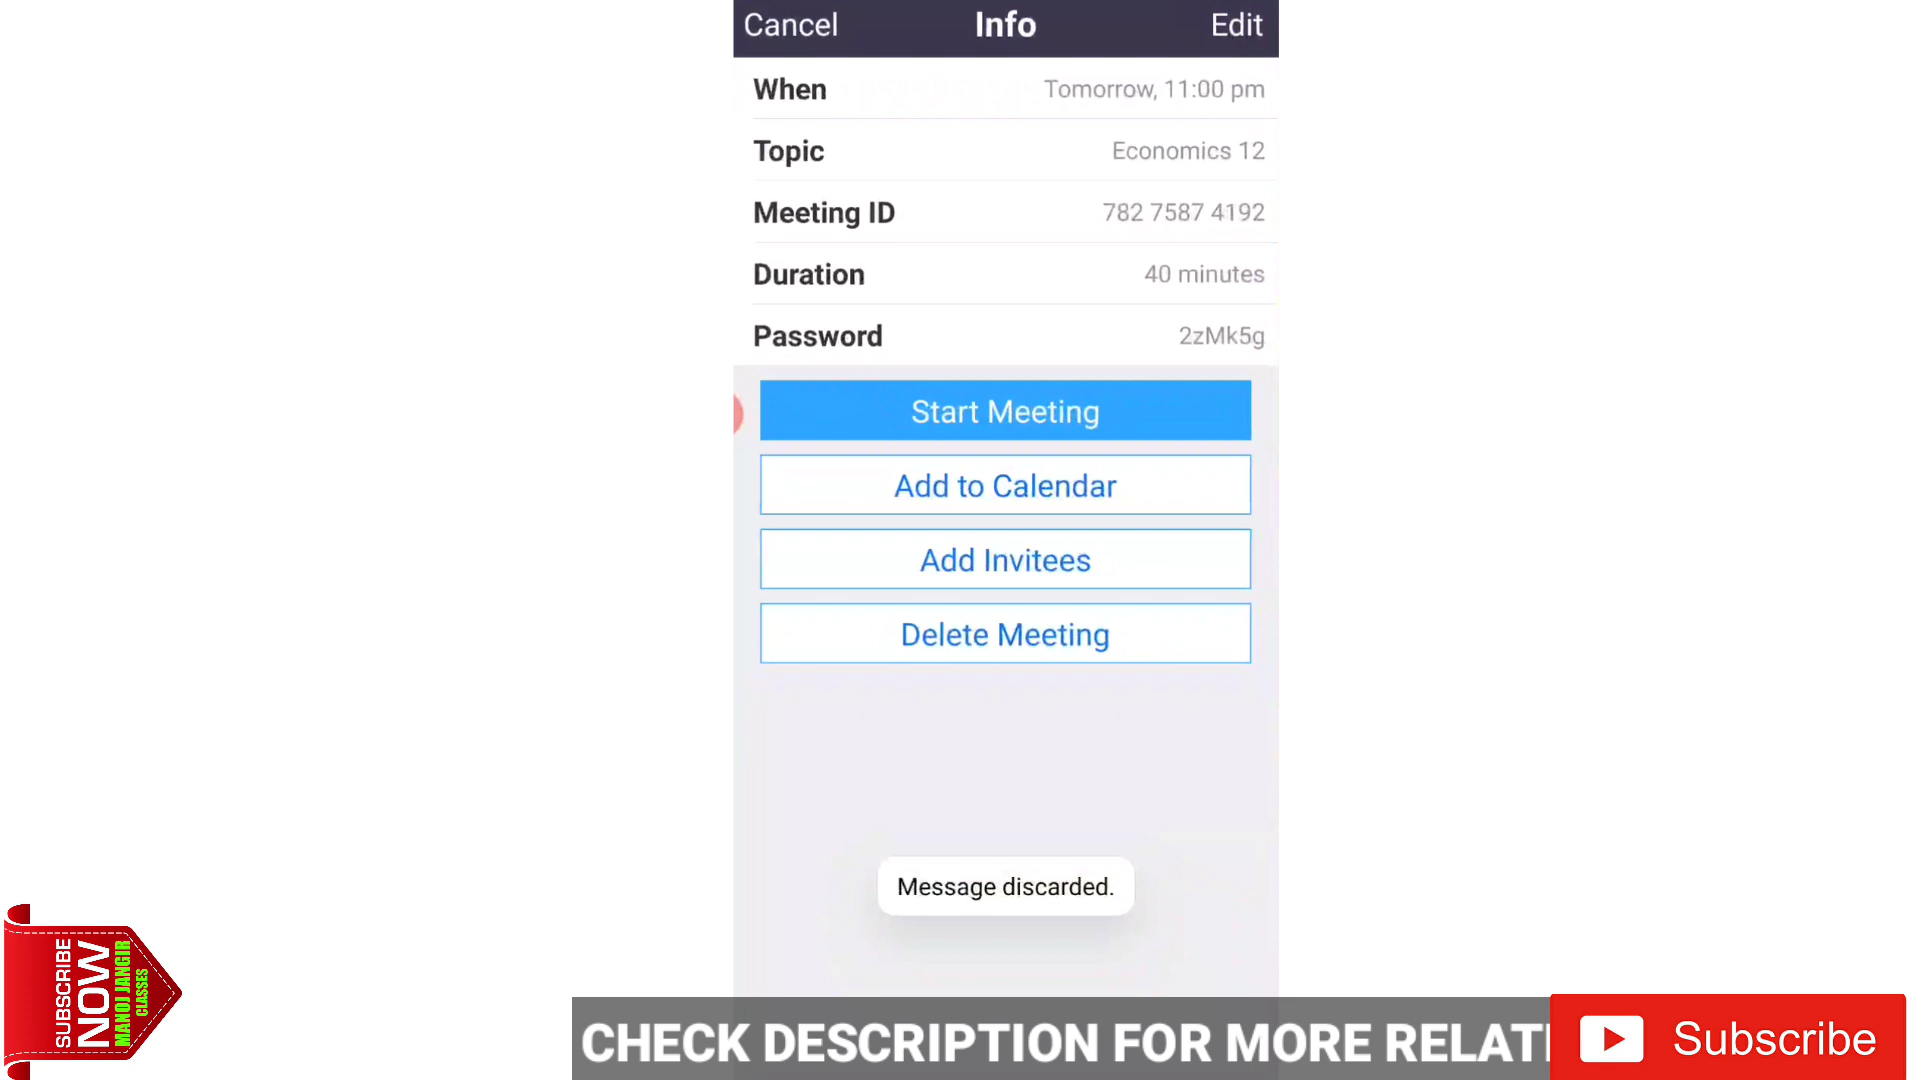 Cancel Info Edit
When Tomorrow, 11:00 pm
Topic Economics 12
Meeting ID 782 7587 4192
Duration 40 minutes
Password 2zMk5g
Start Meeting
Add to Calendar
Add Invitees
Delete Meeting
Message discarded.
SUBSCRIBE
NOW
MANOJ JANGIR
CLASSES
CHECK DESCRIPTION FOR MORE RELATI
Subscribe